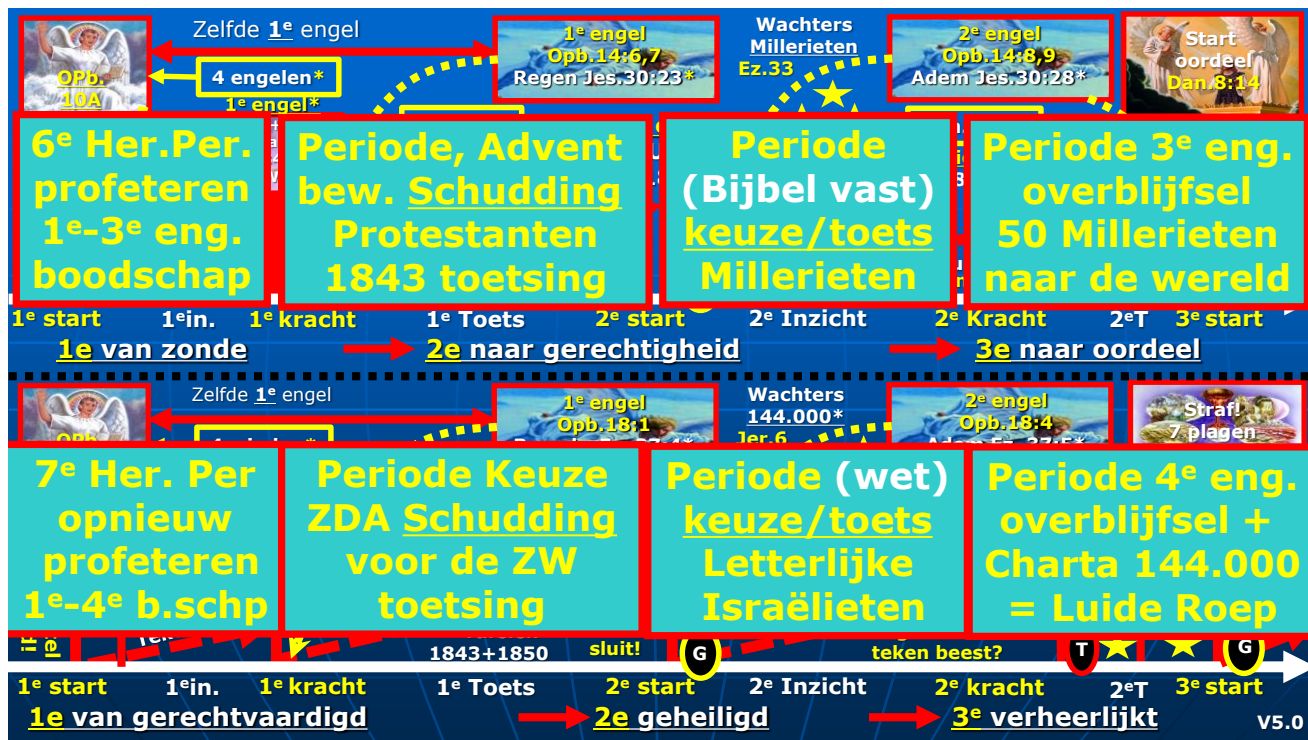 Zelfde 1e engel
OPb.
10A
4 engelen*
1e engel*
1e engel
Opb.14:6,7
Regen Jes.30:23*
Wachters
Millerieten
Ez.33
2e engel
Opb.14:8,9
Adem Jes.30:28*
Start
oordeel
Dan.8:14
6e Her.Per.
profeteren
1e-3e eng.
boodschap
Periode, Advent
bew. Schudding
Protestanten
1843 toetsing
Periode
(Bijbel vast)
keuze/toets
Millerieten
Periode 3e eng.
overblijfsel
50 Millerieten
naar de wereld
1e start 1ein. 1e kracht 1e Toets 2e start 2e Inzicht 2e Kracht 2eT 3e start
1e van zonde 2e naar gerechtigheid 3e naar oordeel
Zelfde 1e engel
1e engel
Opb.18:1
Wachters
144.000*
Jer.6
2e engel
Opb.18:4
Adem Ez. 37:5*
Straf!
7 plagen
7e Her. Per
opnieuw
profeteren
1e-4e b.schp
Periode Keuze
ZDA Schudding
voor de ZW
toetsing
Periode (wet)
keuze/toets
Letterlijke
Israëlieten
Periode 4e eng.
overblijfsel +
Charta 144.000
= Luide Roep
1843+1850
sluit!
G
teken beest?
T
G
1e start 1ein. 1e kracht 1e Toets 2e start 2e Inzicht 2e kracht 2eT 3e start
1e van gerechtvaardigd 2e geheiligd 3e verheerlijkt
V5.0